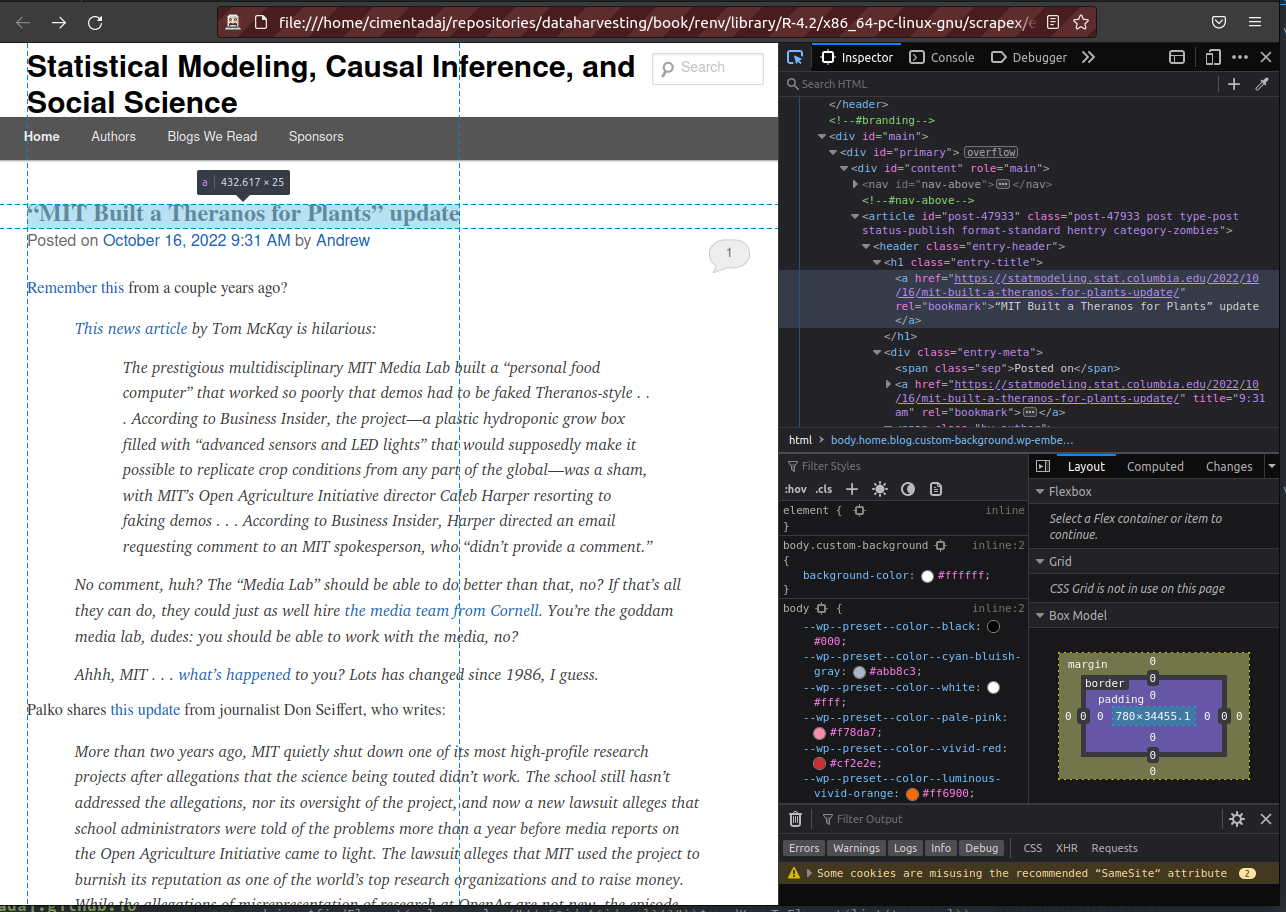 file:///home/cimentadaj/repositories/dataharvesting/book/renv/library/R-4.2/x86_64-pc-linux-gnu/scrapex/
Statistical Modeling, Causal Inference, and
Social Science
Search
Home Authors Blogs We Read Sponsors
a 432.617 × 25
“MIT Built a Theranos for Plants” update
Posted on October 16, 2022 9:31 AM by Andrew
1
Remember this from a couple years ago?
This news article by Tom McKay is hilarious:
The prestigious multidisciplinary MIT Media Lab built a “personal food
computer” that worked so poorly that demos had to be faked Theranos-style . .
. According to Business Insider, the project—a plastic hydroponic grow box
filled with “advanced sensors and LED lights” that would supposedly make it
possible to replicate crop conditions from any part of the global—was a sham,
with MIT’s Open Agriculture Initiative director Caleb Harper resorting to
faking demos . . . According to Business Insider, Harper directed an email
requesting comment to an MIT spokesperson, who “didn’t provide a comment.”
No comment, huh? The “Media Lab” should be able to do better than that, no? If that’s all
they can do, they could just as well hire the media team from Cornell. You’re the goddam
media lab, dudes: you should be able to work with the media, no?
Ahhh, MIT . . . what’s happened to you? Lots has changed since 1986, I guess.
Palko shares this update from journalist Don Seiffert, who writes:
More than two years ago, MIT quietly shut down one of its most high-profile research
projects after allegations that the science being touted didn’t work. The school still hasn’t
addressed the allegations, nor its oversight of the project, and now a new lawsuit alleges that
school administrators were told of the problems more than a year before media reports on
the Open Agriculture Initiative came to light. The lawsuit alleges that MIT used the project to
burnish its reputation as one of the world’s top research organizations and to raise money.
While the allegations of misrepresentation of research at OpenAg are not new, the episode
Inspector Console Debugger
Search HTML
</header>
<!--#branding-->
<div id="main">
<div id="primary"> overflow
<div id="content" role="main">
<nav id="nav-above"></nav>
<!--#nav-above-->
<article id="post-47933" class="post-47933 post type-post
status-publish format-standard hentry category-zombies">
<header class="entry-header">
<h1 class="entry-title">
<a href="https://statmodeling.stat.columbia.edu/2022/10
/16/mit-built-a-theranos-for-plants-update/"
rel="bookmark">“MIT Built a Theranos for Plants” update
</a>
</h1>
<div class="entry-meta">
<span class="sep">Posted on</span>
<a href="https://statmodeling.stat.columbia.edu/2022/10
/16/mit-built-a-theranos-for-plants-update/" title="9:31
am" rel="bookmark"></a>
html body.home.blog.custom-background.wp-embe…
Filter Styles
:hov .cls
element { inline
}
body.custom-background inline:2
{
background-color: #ffffff;
}
body { inline:2
--wp--preset--color--black:
#000;
--wp--preset--color--cyan-bluish-
gray: #abb8c3;
--wp--preset--color--white:
#fff;
--wp--preset--color--pale-pink:
#f78da7;
--wp--preset--color--vivid-red:
#cf2e2e;
--wp--preset--color--luminous-
vivid-orange: #ff6900;
Layout Computed Changes
Flexbox
Select a Flex container or item to
continue.
Grid
CSS Grid is not in use on this page
Box Model
margin 0
border 0
padding 0
0 0 0 780×34455.1 0 0 0
0
0
0
Filter Output
Errors Warnings Logs Info Debug CSS XHR Requests
Some cookies are misusing the recommended “SameSite“ attribute 2